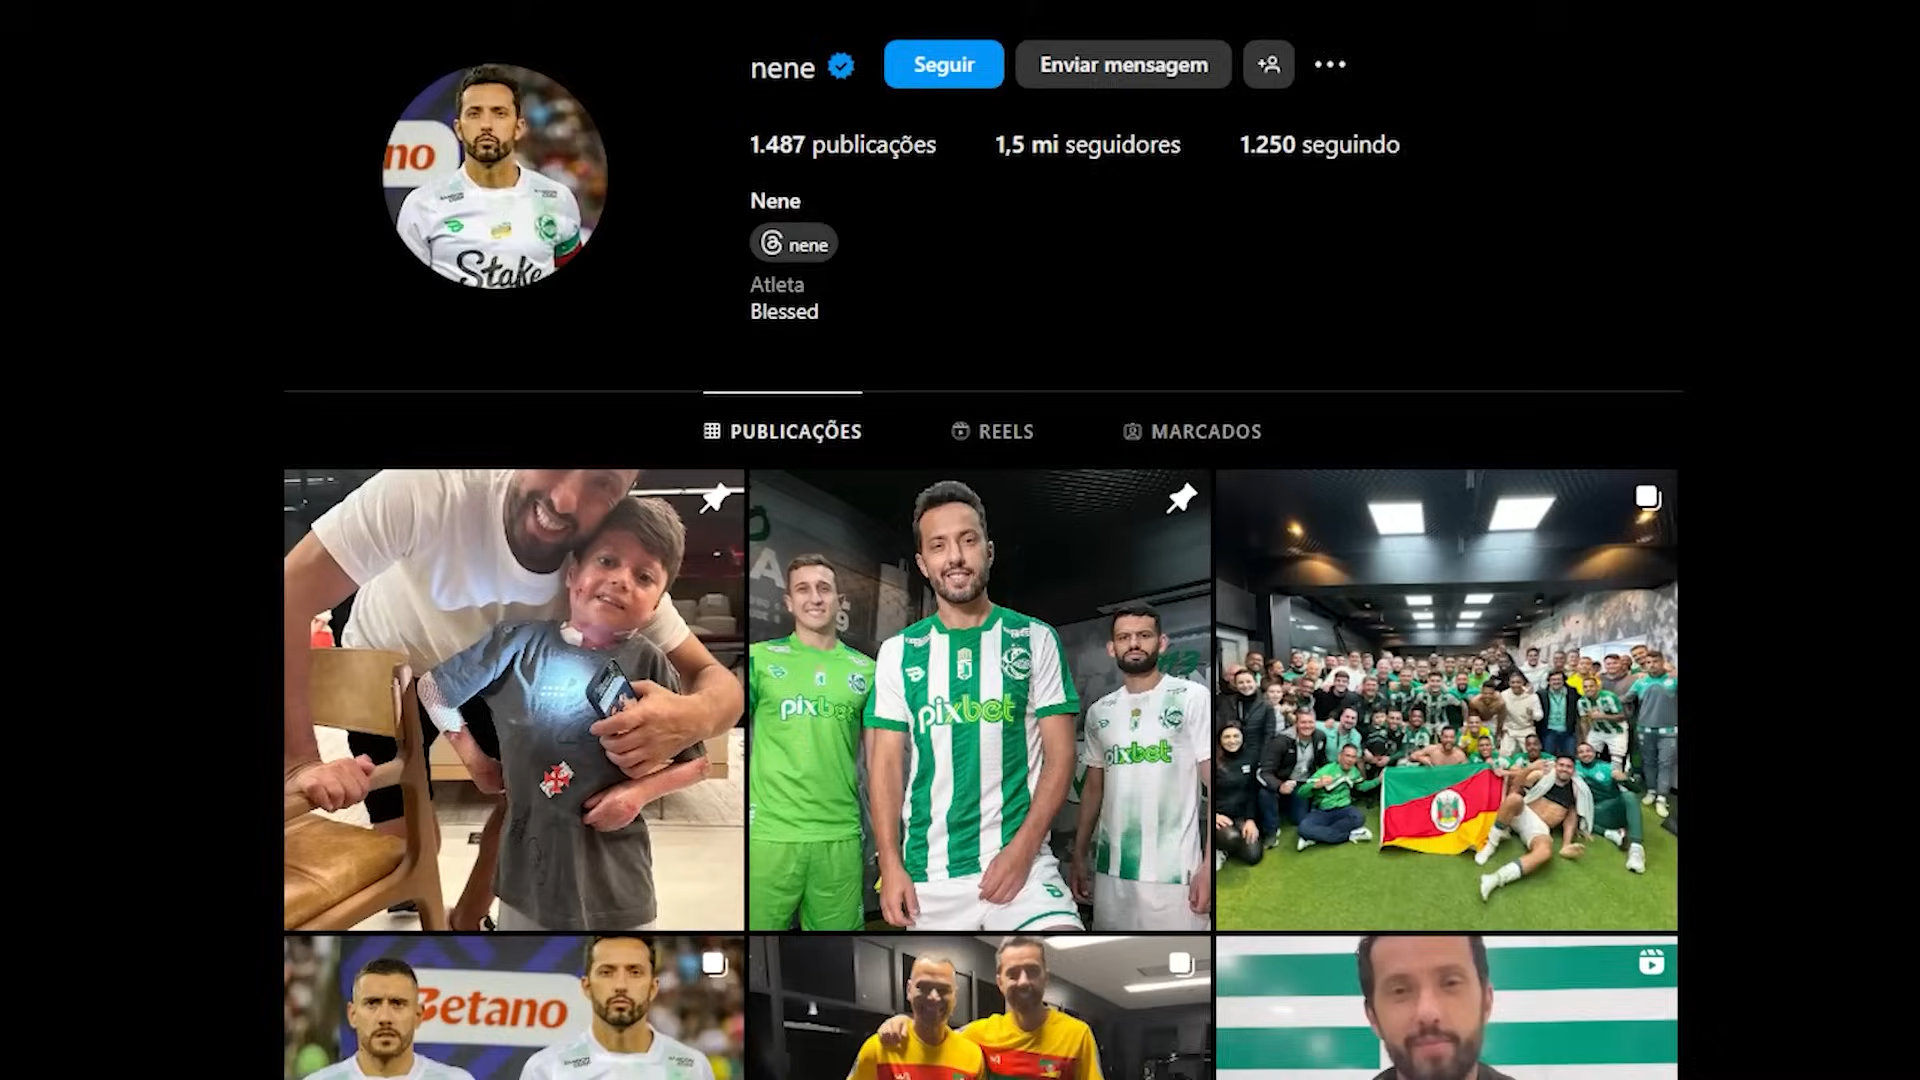 nene
Seguir
Enviar mensagem
1.487 publicações
1,5 mi seguidores
1.250 seguindo
Nene
nene
Atleta
Blessed
no
Stake
PUBLICAÇÕES
REELS
MARCADOS
pixbet
pixbet
pixbet
Betano